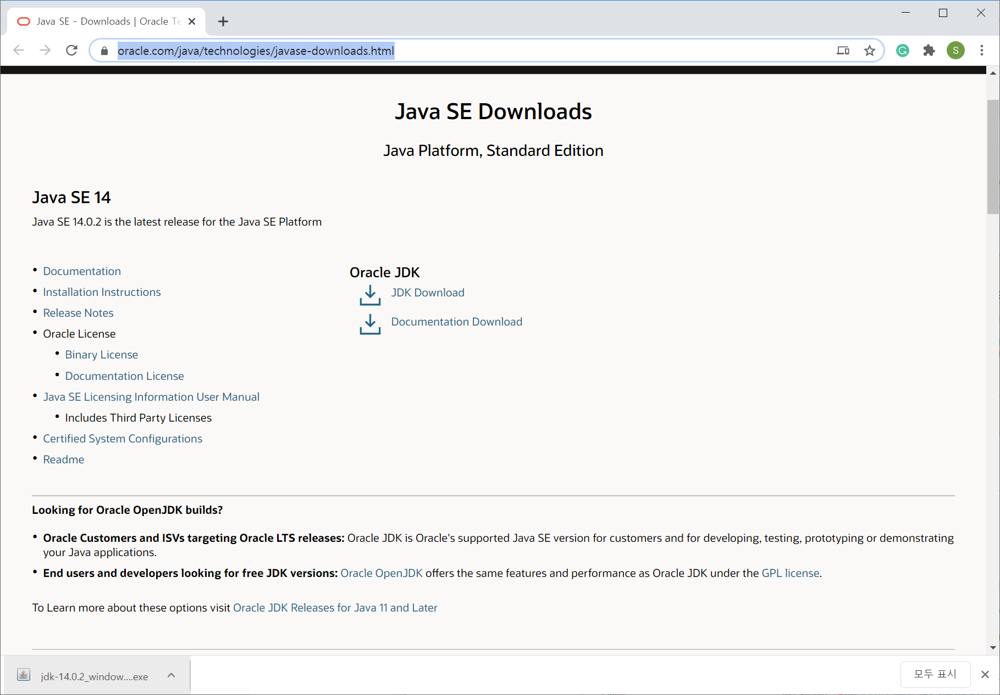 Java SE - Downloads | Oracle Te
oracle.com/java/technologies/javase-downloads.html
S
Java SE Downloads
Java Platform, Standard Edition
Java SE 14
Java SE 14.0.2 is the latest release for the Java SE Platform
• Documentation
• Installation Instructions
• Release Notes
• Oracle License
• Binary License
• Documentation License
• Java SE Licensing Information User Manual
• Includes Third Party Licenses
• Certified System Configurations
• Readme
Oracle JDK
JDK Download
Documentation Download
Looking for Oracle OpenJDK builds?
• Oracle Customers and ISVs targeting Oracle LTS releases: Oracle JDK is Oracle's supported Java SE version for customers and for developing, testing, prototyping or demonstrating
your Java applications.
• End users and developers looking for free JDK versions: Oracle OpenJDK offers the same features and performance as Oracle JDK under the GPL license.
To Learn more about these options visit Oracle JDK Releases for Java 11 and Later
jdk-14.0.2_window....exe
모두 표시